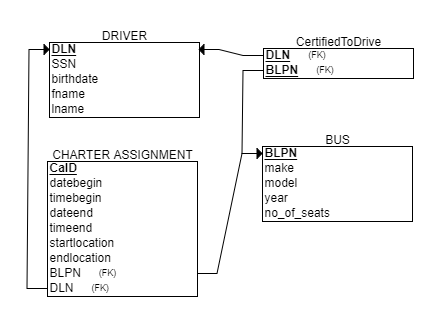 DRIVER
DLN
SSN
birthdate
fname
lname
CertifiedToDrive
DLN (FK)
BLPN (FK)
CHARTER ASSIGNMENT
CaID
datebegin
timebegin
dateend
timeend
startlocation
endlocation
BLPN (FK)
DLN (FK)
BUS
BLPN
make
model
year
no_of_seats